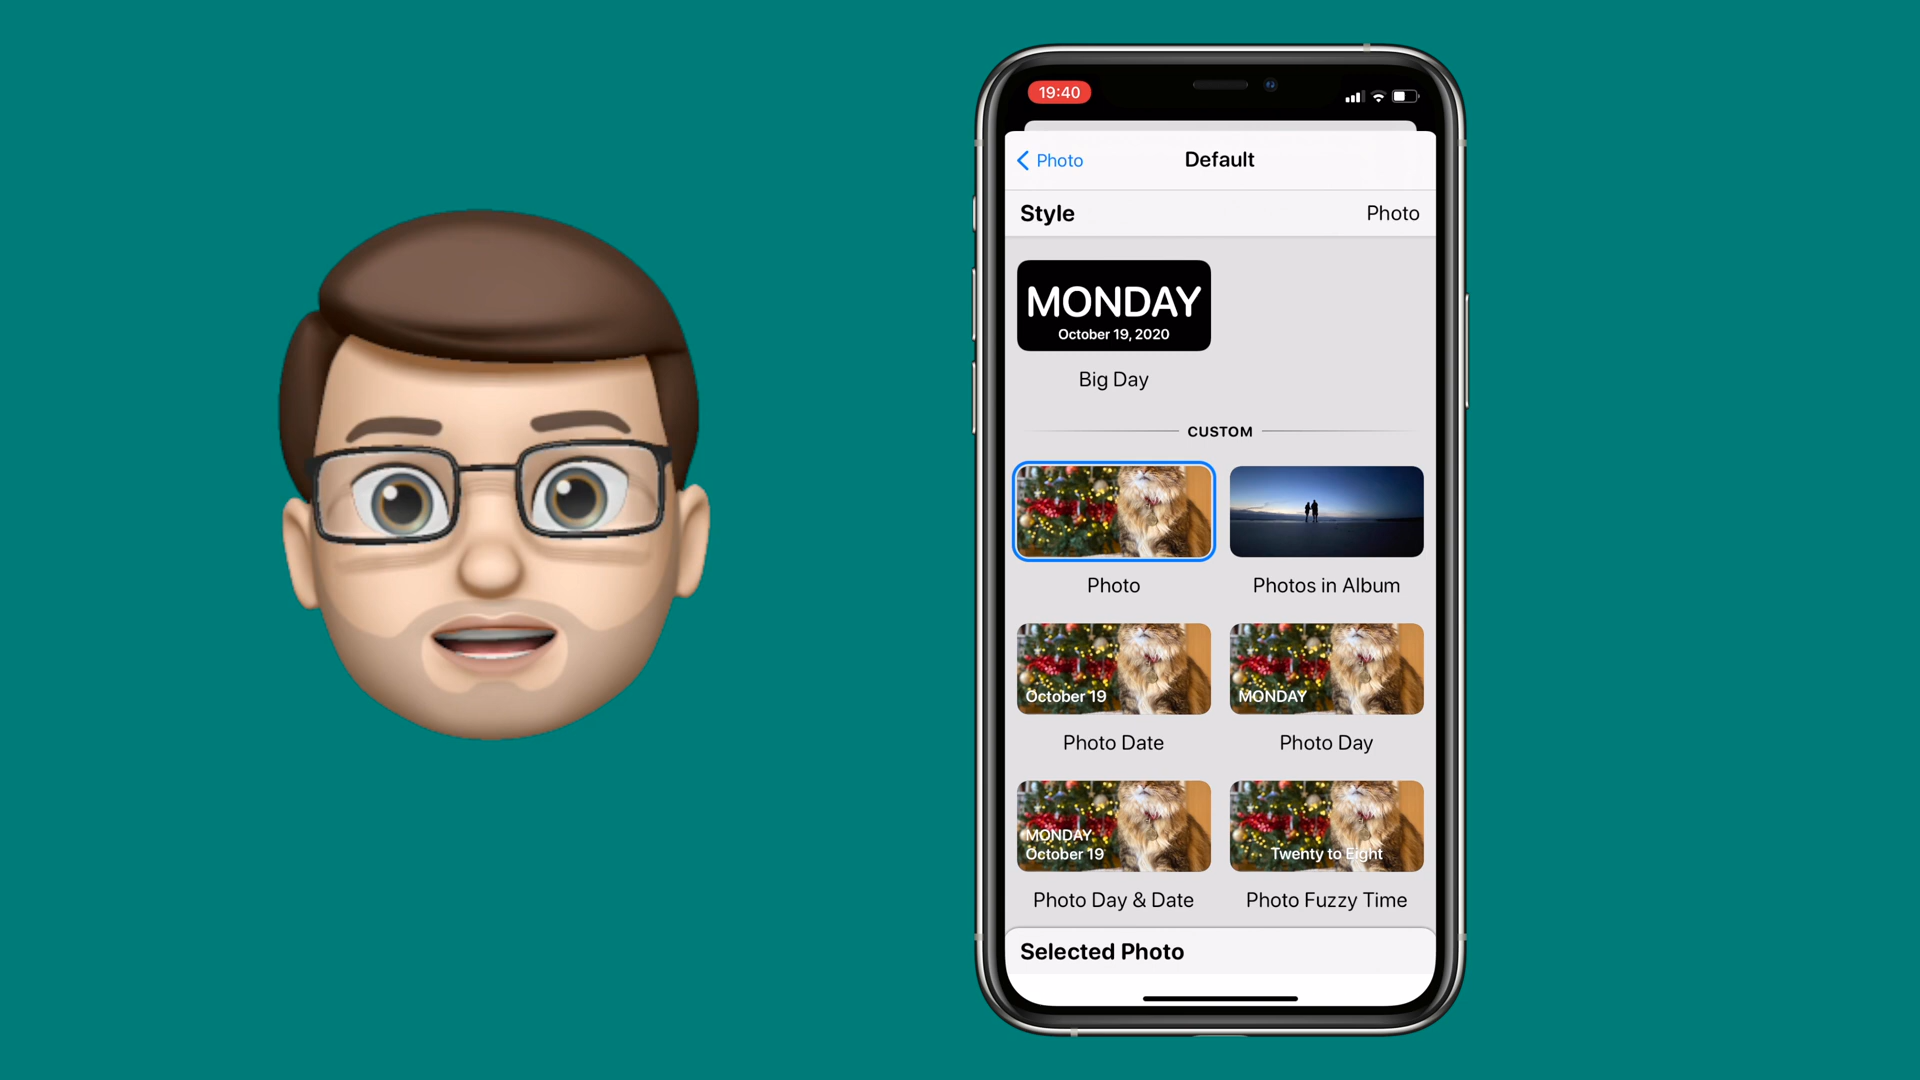 19:40
Photo
Default
Style
Photo
MONDAY
October 19, 2020
Big Day
CUSTOM
Photo
Photos in Album
October 19
MONDAY
Photo Date
Photo Day
MONDAY
October 19
Twenty to Eight
Photo Day & Date
Photo Fuzzy Time
Selected Photo